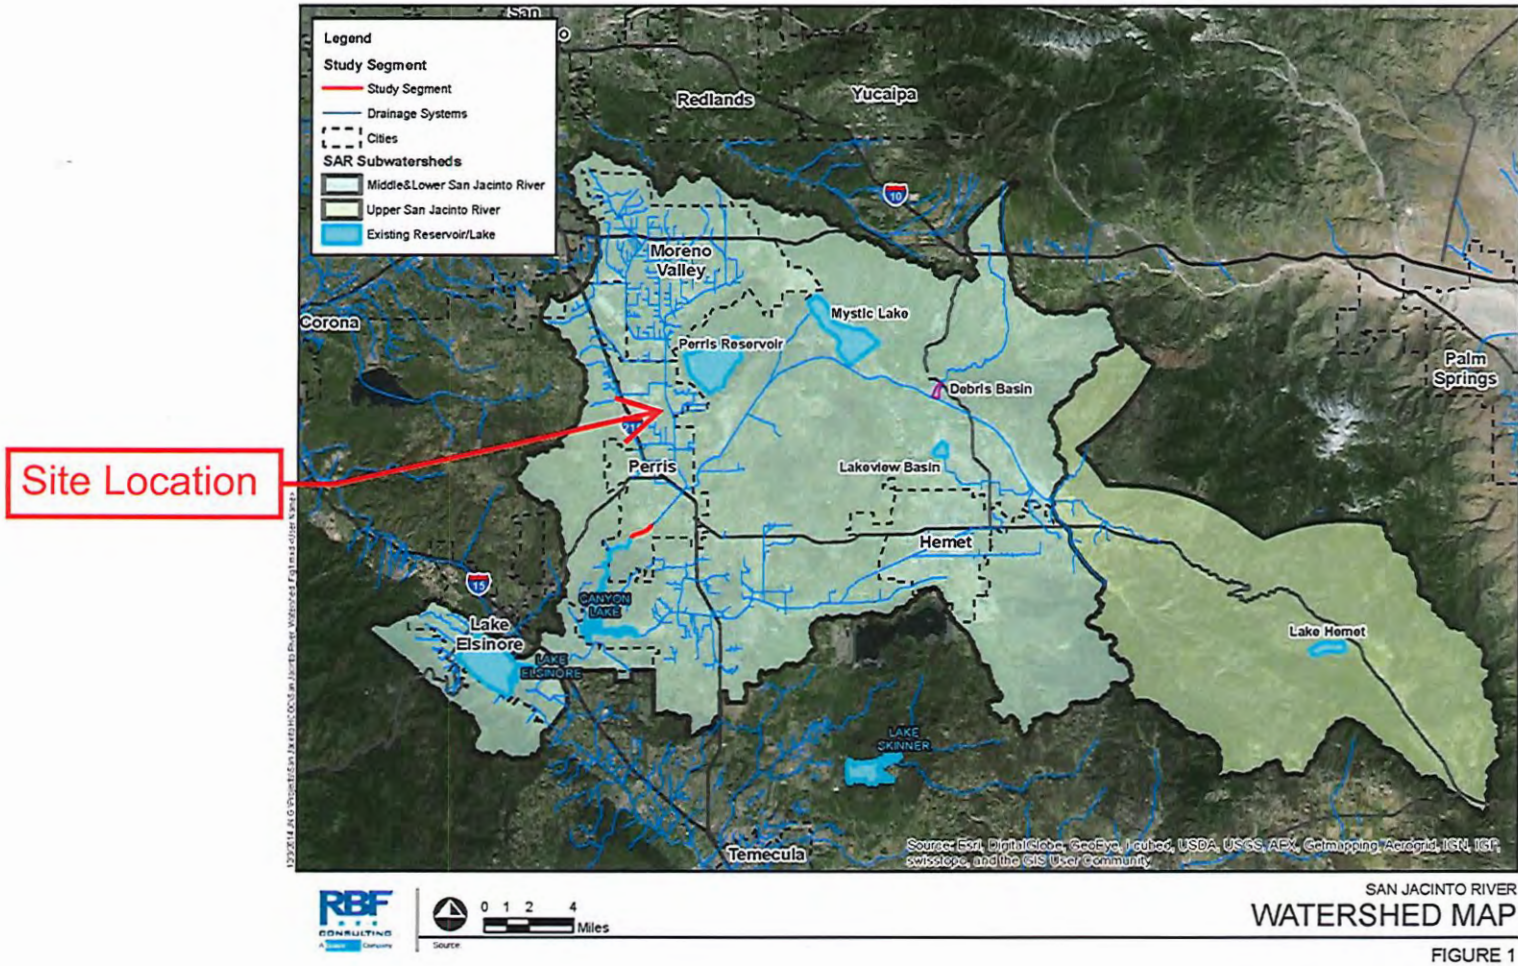 Legend
Study Segment
Study Segment
Drainage Systems
Cities
SAR Subwatersheds
Middle&Lower San Jacinto River
Upper San Jacinto River
Existing Reservoir/Lake
San
o
Redlands
Yucaipa
10
Moreno
Valley
Corona
Mystic Lake
Perris Reservoir
Palm
Springs
Debris Basin
Site Location
Perris
Lakeview Basin
Hemet
15
CANYON
LAKE
Lake
Elsinore
LAKE
ELSINORE
Lake Hemet
LAKE
SKINNER
Temecula
Source: Esri, DigitalGlobe, GeoEye, i-cubed, USDA, USGS, AEX, Getmapping, Aerogrid, IGN, IGP,
swisstopo, and the GIS User Community
RBF
CONSULTING
A Company
Source
0 1 2 4
Miles
SAN JACINTO RIVER
WATERSHED MAP
FIGURE 1